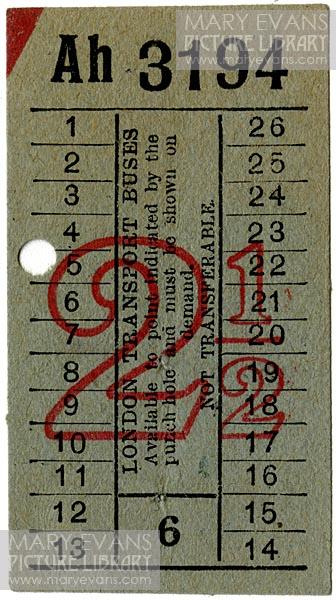 MARY EVANS
PICTURE LIBRARY
www.maryevans.com
Ah 3194
1
2
3
4
5
6
7
8
9
10
11
12
13
LONDON TRANSPORT BUSES
Available to point indicated by the
punch hole and must be shown on
demand.
NOT TRANSFERABLE.
6
2 1/2
26
25
24
23
22
21
20
19
18
17
16
15
14
MARY EVANS
PICTURE LIBRARY
www.maryevans.com